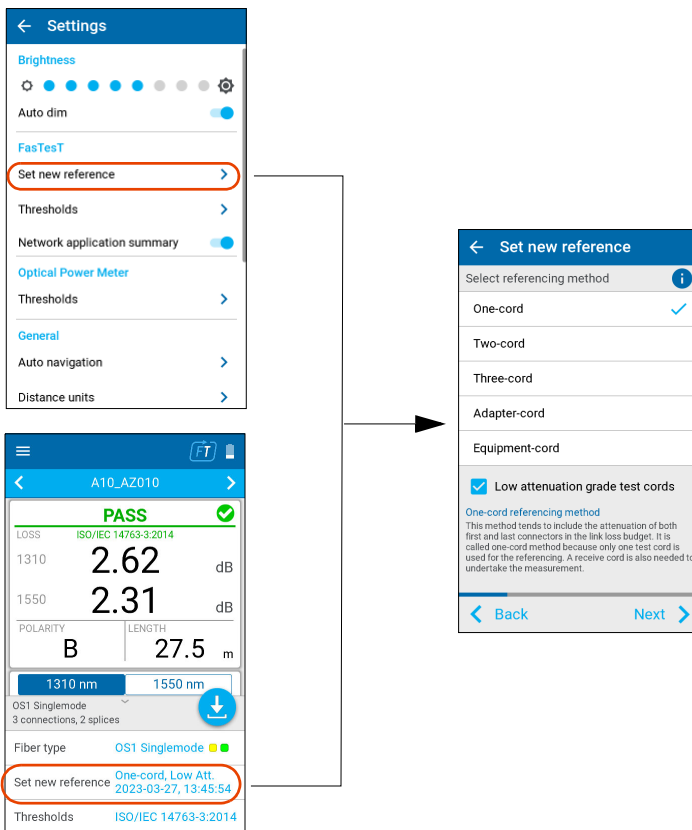 Settings
Brightness
Auto dim
FasTesT
Set new reference
Thresholds
Network application summary
Optical Power Meter
Thresholds
General
Auto navigation
Distance units
FT
A10_AZ010
PASS
LOSS ISO/IEC 14763-3:2014
1310 2.62 dB
1550 2.31 dB
POLARITY LENGTH
B 27.5 m
1310 nm 1550 nm
OS1 Singlemode
3 connections, 2 splices
Fiber type OS1 Singlemode
Set new reference One-cord, Low Att.
2023-03-27, 13:45:54
Thresholds ISO/IEC 14763-3:2014
Set new reference
Select referencing method i
One-cord
Two-cord
Three-cord
Adapter-cord
Equipment-cord
Low attenuation grade test cords
One-cord referencing method
This method tends to include the attenuation of both
first and last connectors in the link loss budget. It is
called one-cord method because only one test cord is
used for the referencing. A receive cord is also needed to
undertake the measurement.
Back Next